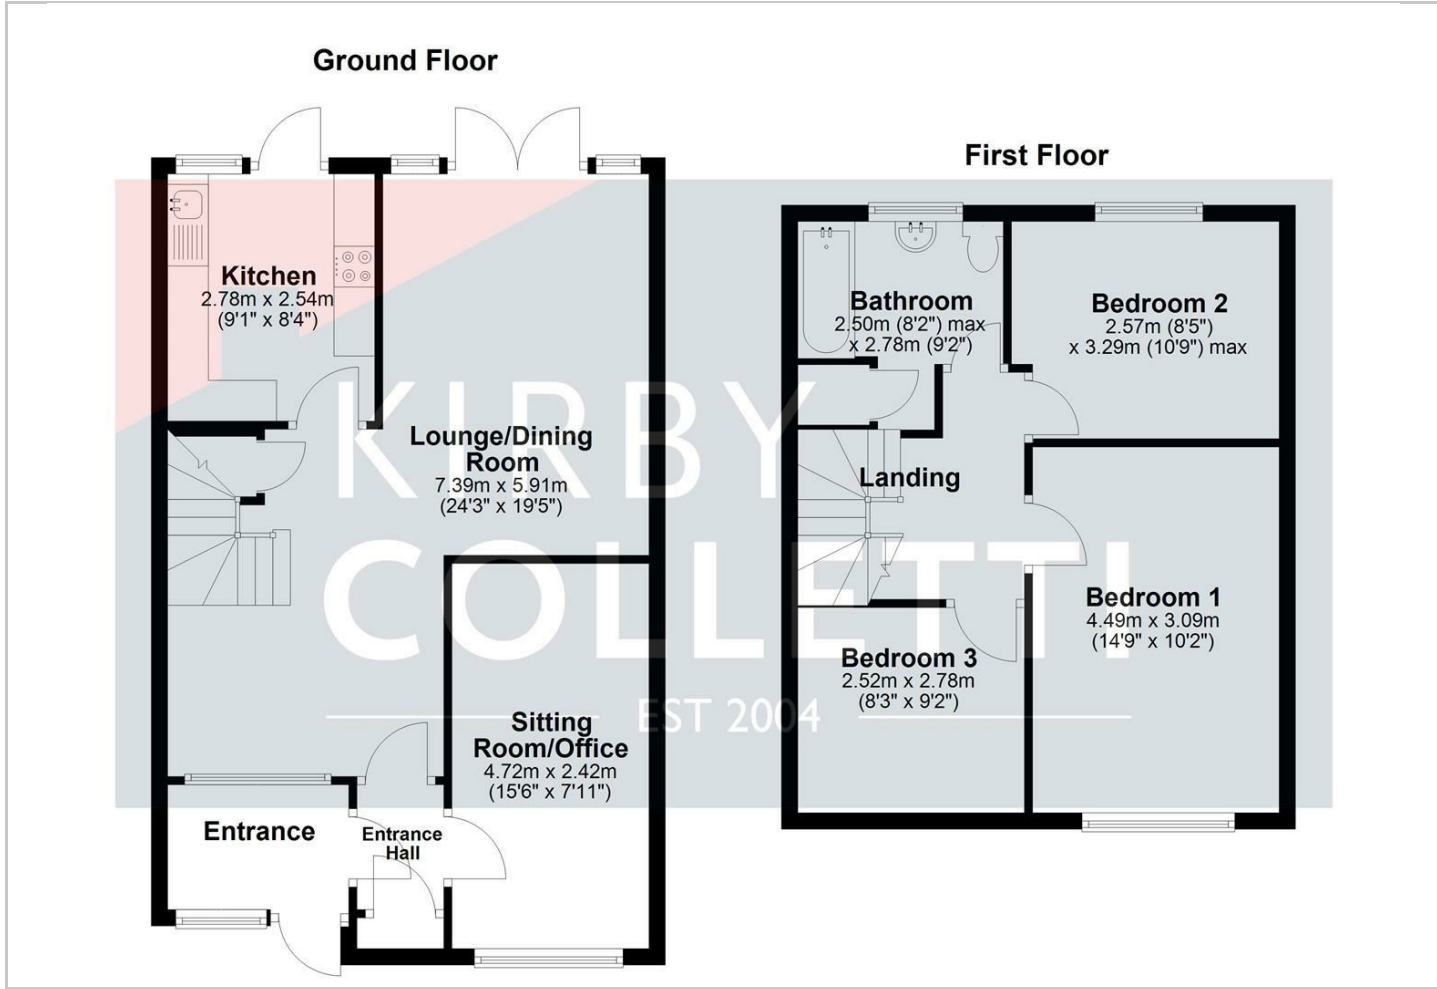 Ground Floor
Kitchen
2.78m x 2.54m
(9'1" x 8'4")
Lounge/Dining
Room
7.39m x 5.91m
(24'3" x 19'5")
Sitting
Room/Office
4.72m x 2.42m
(15'6" x 7'11")
Entrance
Entrance
Hall
First Floor
Bathroom
2.50m (8'2") max
x 2.78m (9'2")
Bedroom 2
2.57m (8'5")
x 3.29m (10'9") max
Landing
Bedroom 1
4.49m x 3.09m
(14'9" x 10'2")
Bedroom 3
2.52m x 2.78m
(8'3" x 9'2")
KIRBY
COLLETTI
EST 2004